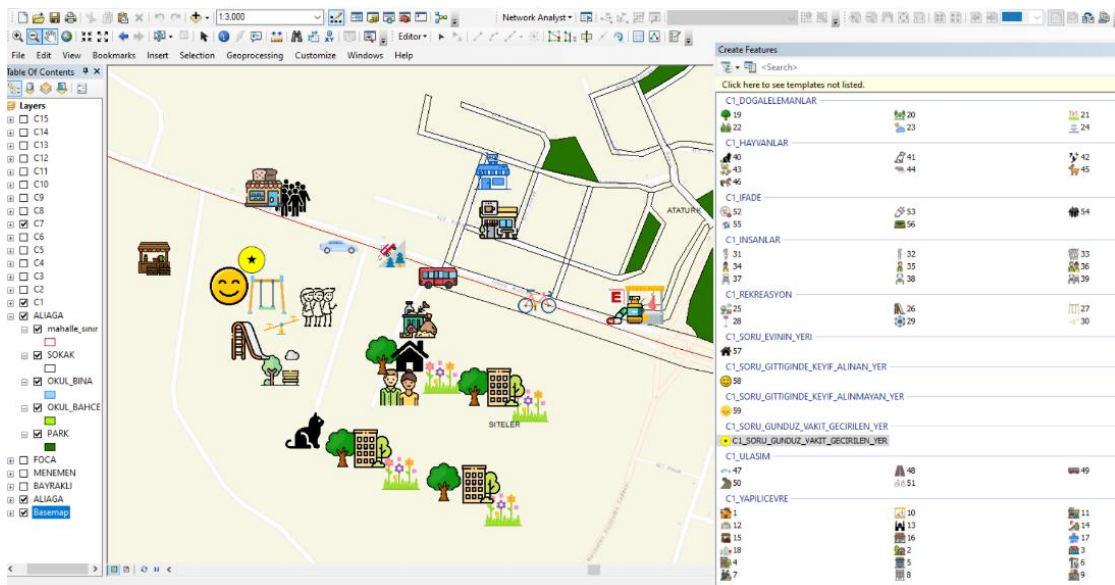 1:3.000
Network Analyst
Editor
File Edit View Bookmarks Insert Selection Geoprocessing Customize Windows Help
Table Of Contents
Layers
C15
C14
C13
C12
C11
C10
C9
C8
C7
C6
C5
C4
C3
C2
C1
ALIAGA
mahalle_sınır
SOKAK
OKUL_BINA
OKUL_BAHCE
PARK
FOCA
MENEMEN
BAYRAKLI
ALIAGA
Basemap
ATATURK
E
SITELER
Create Features
<Search>
Click here to see templates not listed.
C1_DOGALELEMANLAR
19 20 21
22 23 24
C1_HAYVANLAR
40 41 42
43 44 45
46
C1_IFADE
52 53 54
55 56
C1_INSANLAR
31 32 33
34 35 36
37 38 39
C1_REKREASYON
25 26 27
28 29 30
C1_SORU_EVININ_YERI
57
C1_SORU_GITTIGINDE_KEYIF_ALINAN_YER
58
C1_SORU_GITTIGINDE_KEYIF_ALINMAYAN_YER
59
C1_SORU_GUNDUZ_VAKIT_GECIRILEN_YER
C1_SORU_GUNDUZ_VAKIT_GECIRILEN_YER
C1_ULASIM
47 48 49
50 51
C1_YAPILICEVRE
1 10 11
12 13 14
15 16 17
18 2 3
4 5 6
7 8 9